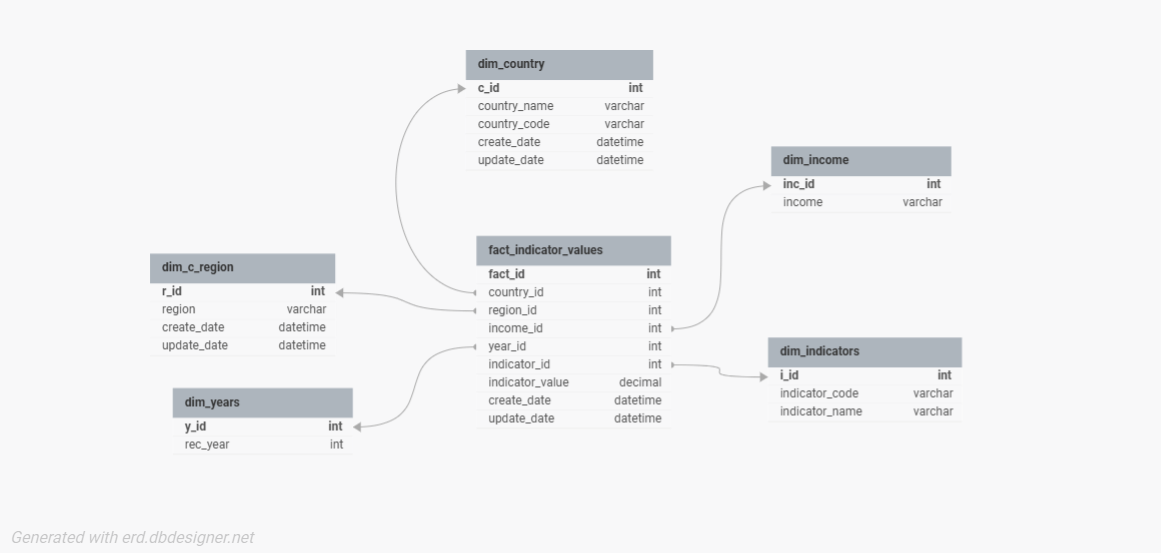 dim_country
c_id int
country_name varchar
country_code varchar
create_date datetime
update_date datetime
dim_income
inc_id int
income varchar
dim_c_region
r_id int
region varchar
create_date datetime
update_date datetime
fact_indicator_values
fact_id int
country_id int
region_id int
income_id int
year_id int
indicator_id int
indicator_value decimal
create_date datetime
update_date datetime
dim_indicators
i_id int
indicator_code varchar
indicator_name varchar
dim_years
y_id int
rec_year int
Generated with erd.dbdesigner.net